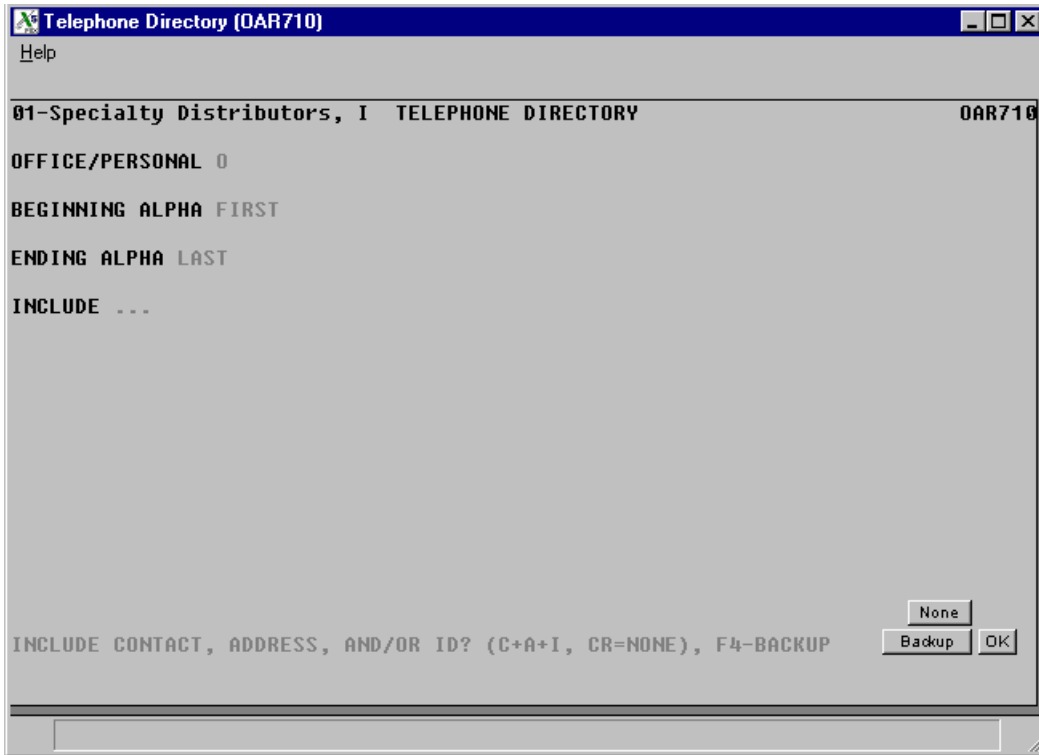 Telephone Directory (OAR710)
Help
01-Specialty Distributors, I TELEPHONE DIRECTORY OAR710
OFFICE/PERSONAL O
BEGINNING ALPHA FIRST
ENDING ALPHA LAST
INCLUDE ...
None
INCLUDE CONTACT, ADDRESS, AND/OR ID? (C+A+I, CR=NONE), F4-BACKUP Backup OK